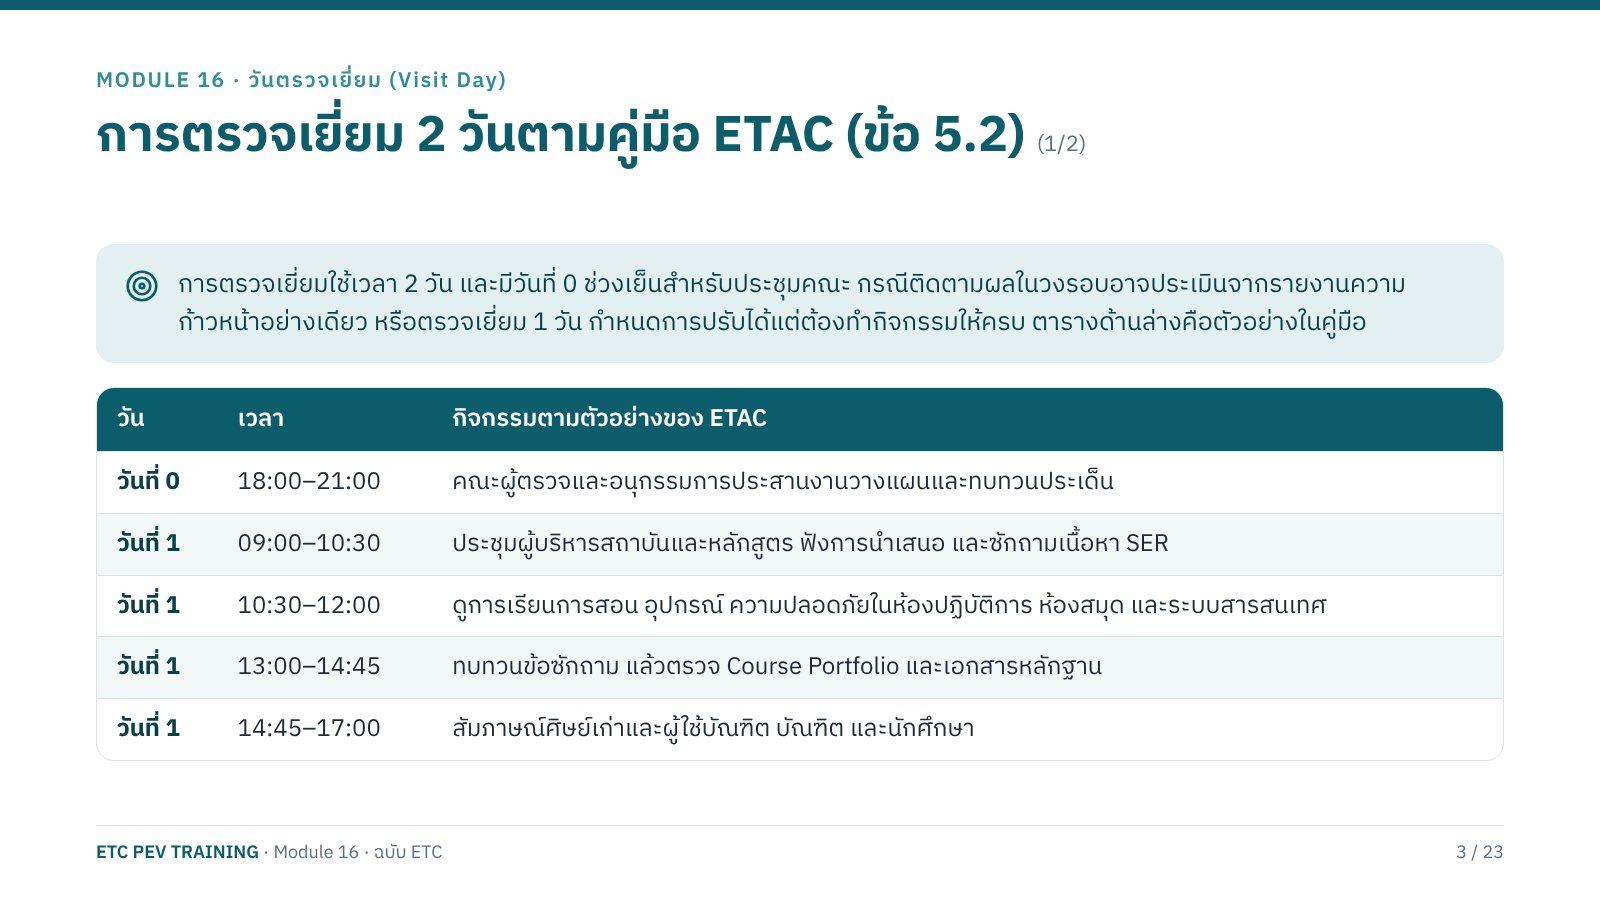 MODULE 16 · วันตรวจเยี่ยม (Visit Day)
การตรวจเยี่ยม 2 วันตามคู่มือ ETAC (ข้อ 5.2) (1/2)
การตรวจเยี่ยมใช้เวลา 2 วัน และมีวันที่ 0 ช่วงเย็นสำหรับประชุมคณะ กรณีติดตามผลในวงรอบอาจประเมินจากรายงานความ
ก้าวหน้าอย่างเดียว หรือตรวจเยี่ยม 1 วัน กำหนดการปรับได้แต่ต้องทำกิจกรรมให้ครบ ตารางด้านล่างคือตัวอย่างในคู่มือ
วัน เวลา กิจกรรมตามตัวอย่างของ ETAC
วันที่ 0 18:00–21:00 คณะผู้ตรวจและอนุกรรมการประสานงานวางแผนและทบทวนประเด็น
วันที่ 1 09:00–10:30 ประชุมผู้บริหารสถาบันและหลักสูตร ฟังการนำเสนอ และซักถามเนื้อหา SER
วันที่ 1 10:30–12:00 ดูการเรียนการสอน อุปกรณ์ ความปลอดภัยในห้องปฏิบัติการ ห้องสมุด และระบบสารสนเทศ
วันที่ 1 13:00–14:45 ทบทวนข้อซักถาม แล้วตรวจ Course Portfolio และเอกสารหลักฐาน
วันที่ 1 14:45–17:00 สัมภาษณ์ศิษย์เก่าและผู้ใช้บัณฑิต บัณฑิต และนักศึกษา
ETC PEV TRAINING · Module 16 · ฉบับ ETC 3 / 23